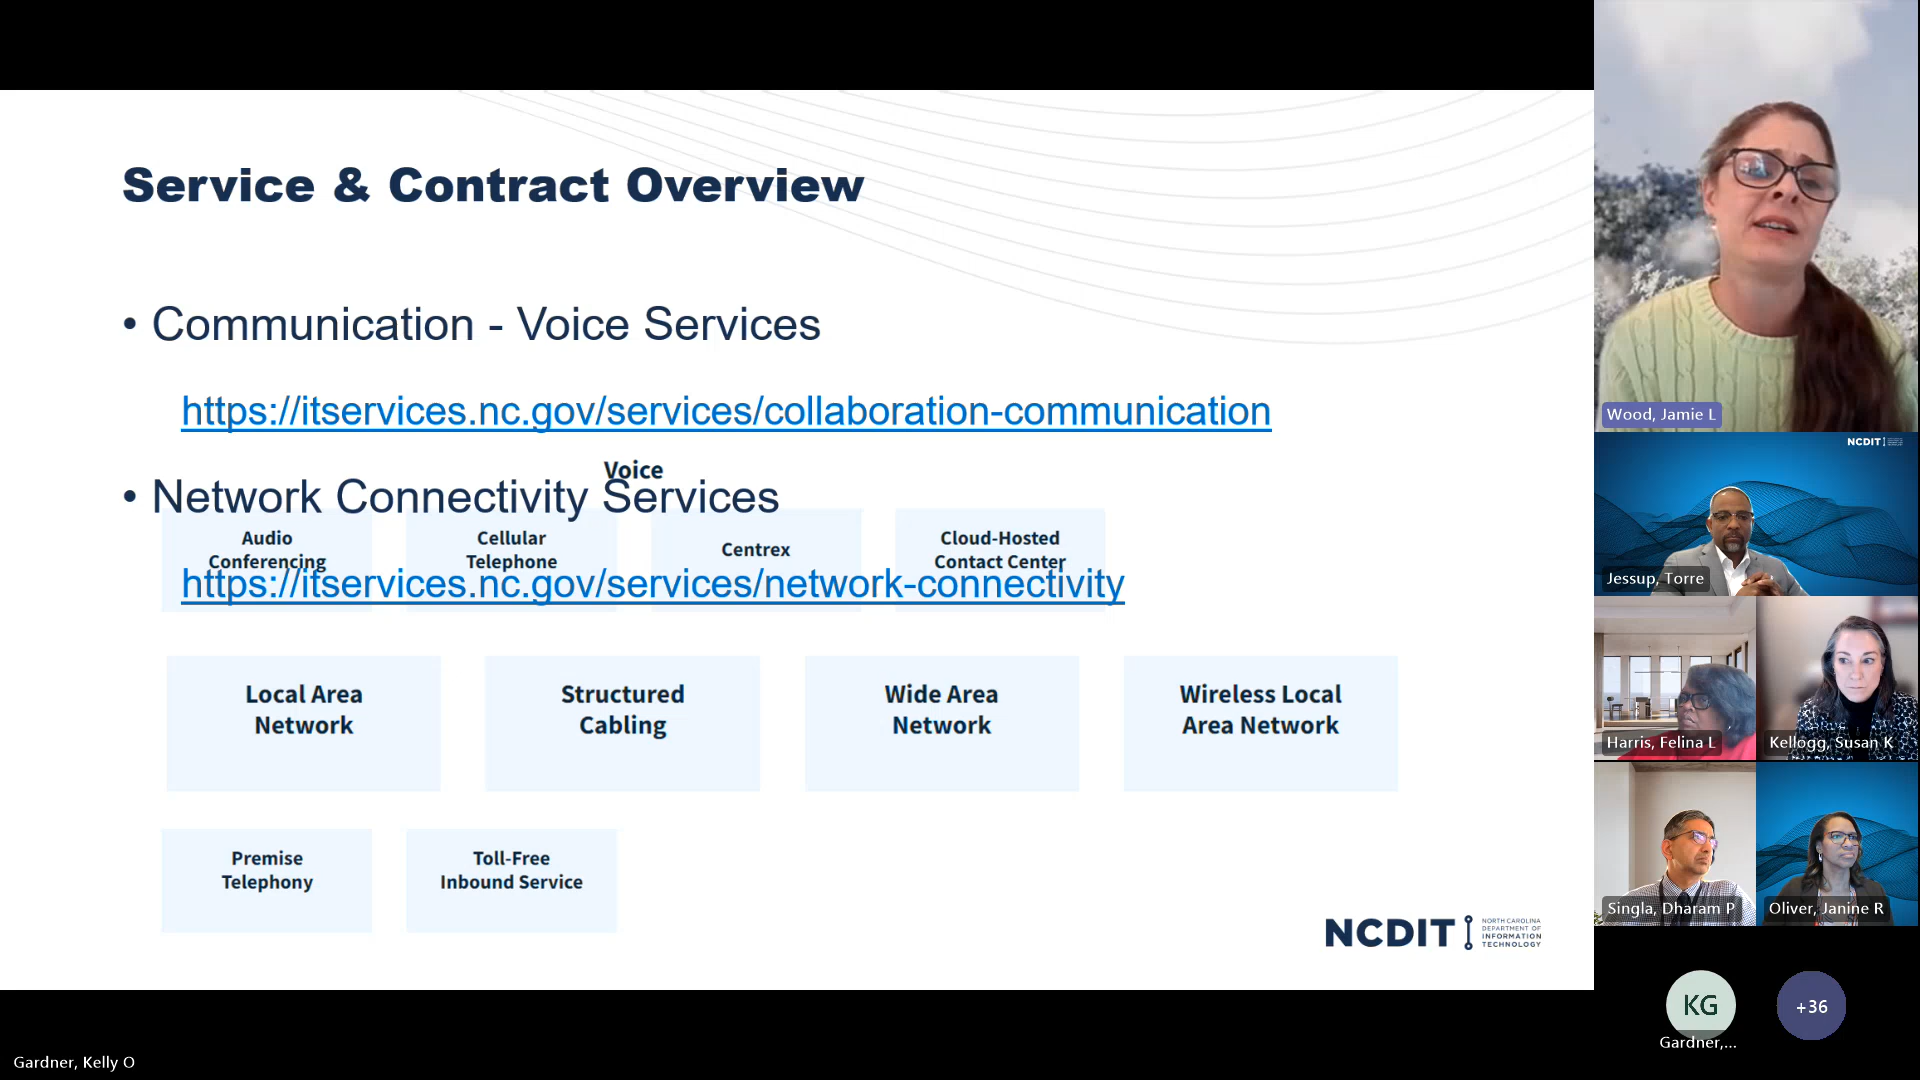 Service & Contract Overview
• Communication - Voice Services
https://itservices.nc.gov/services/collaboration-communication
Voice
• Network Connectivity Services
Audio
Conferencing
Cellular
Telephone
Centrex
Cloud-Hosted
Contact Center
https://itservices.nc.gov/services/network-connectivity
Local Area
Network
Structured
Cabling
Wide Area
Network
Wireless Local
Area Network
Premise
Telephony
Toll-Free
Inbound Service
NCDIT
NORTH CAROLINA
DEPARTMENT OF
INFORMATION
TECHNOLOGY
Wood, Jamie L
NCDIT
Jessup, Torre
Harris, Felina L
Kellogg, Susan K
Singla, Dharam P
Oliver, Janine R
KG
+36
Gardner,...
Gardner, Kelly O